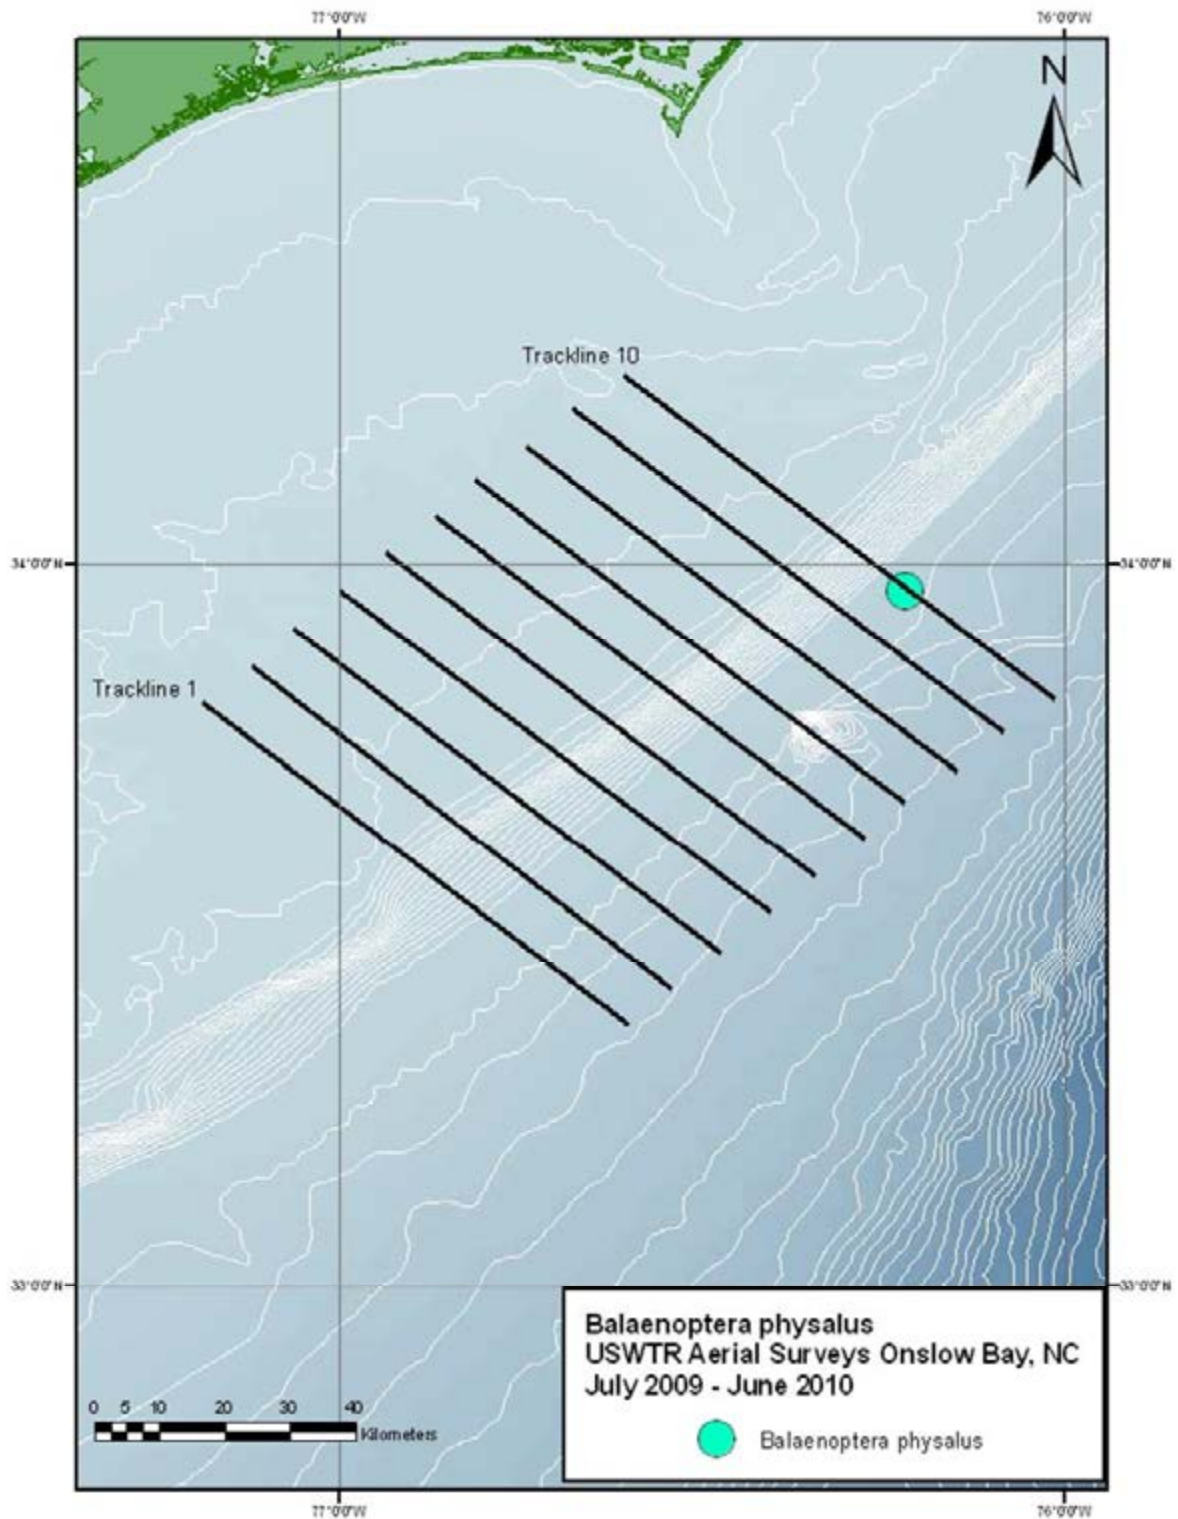 77°0'0"W 76°0'0"W
N
Trackline 10
34°0'0"N 34°0'0"N
Trackline 1
33°0'0"N 33°0'0"N
Balaenoptera physalus
USWTR Aerial Surveys Onslow Bay, NC
July 2009 - June 2010
Balaenoptera physalus
0 5 10 20 30 40
Kilometers
77°0'0"W 76°0'0"W